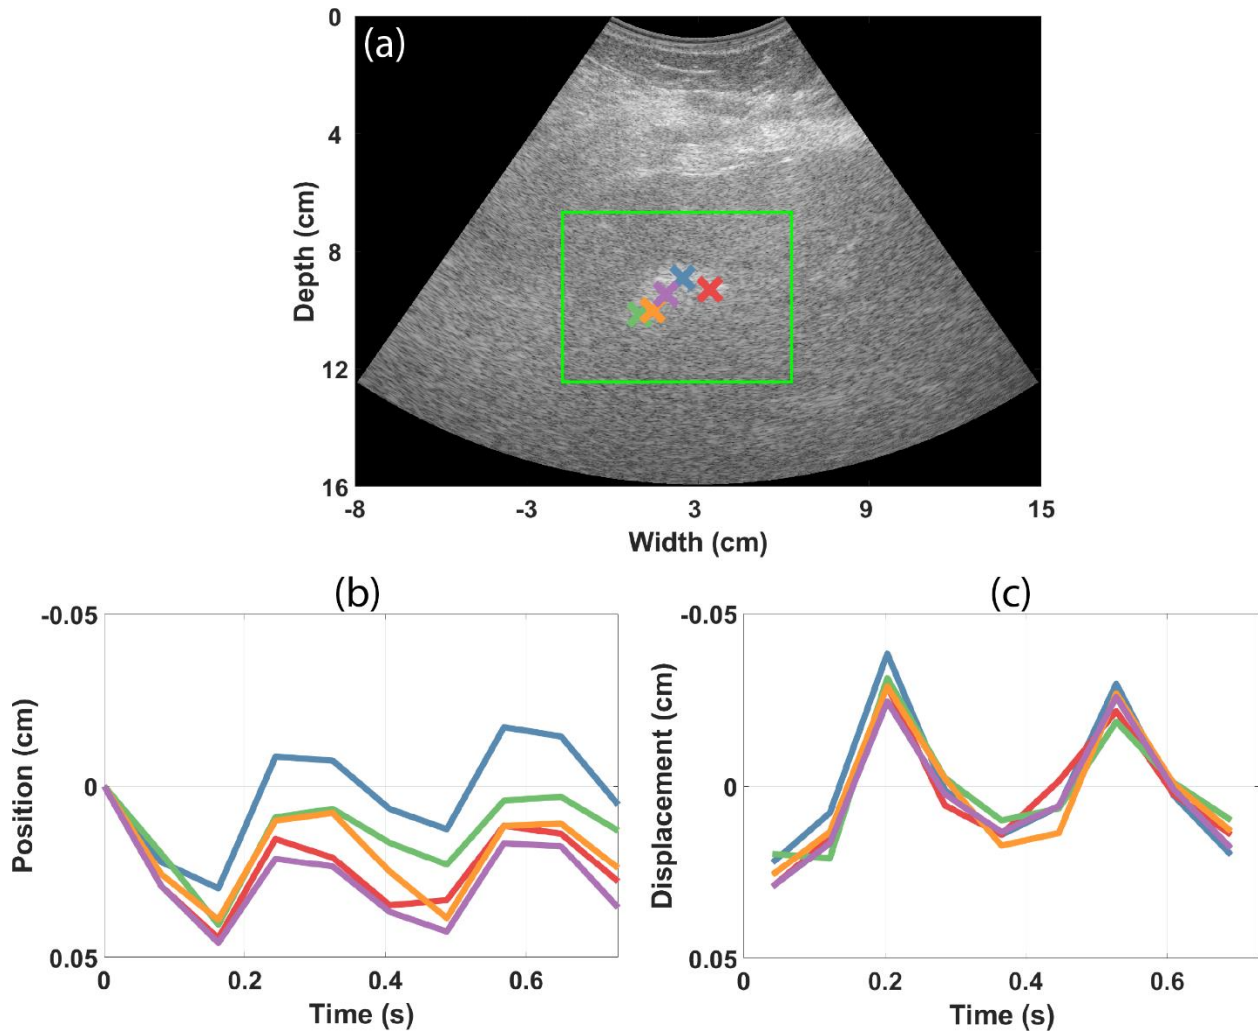 (a)
0
4
8
12
16
Depth (cm)
-8 -3 3 9 15
Width (cm)
(b)
-0.05
0
0.05
Position (cm)
0 0.2 0.4 0.6
Time (s)
(c)
-0.05
0
0.05
Displacement (cm)
0 0.2 0.4 0.6
Time (s)